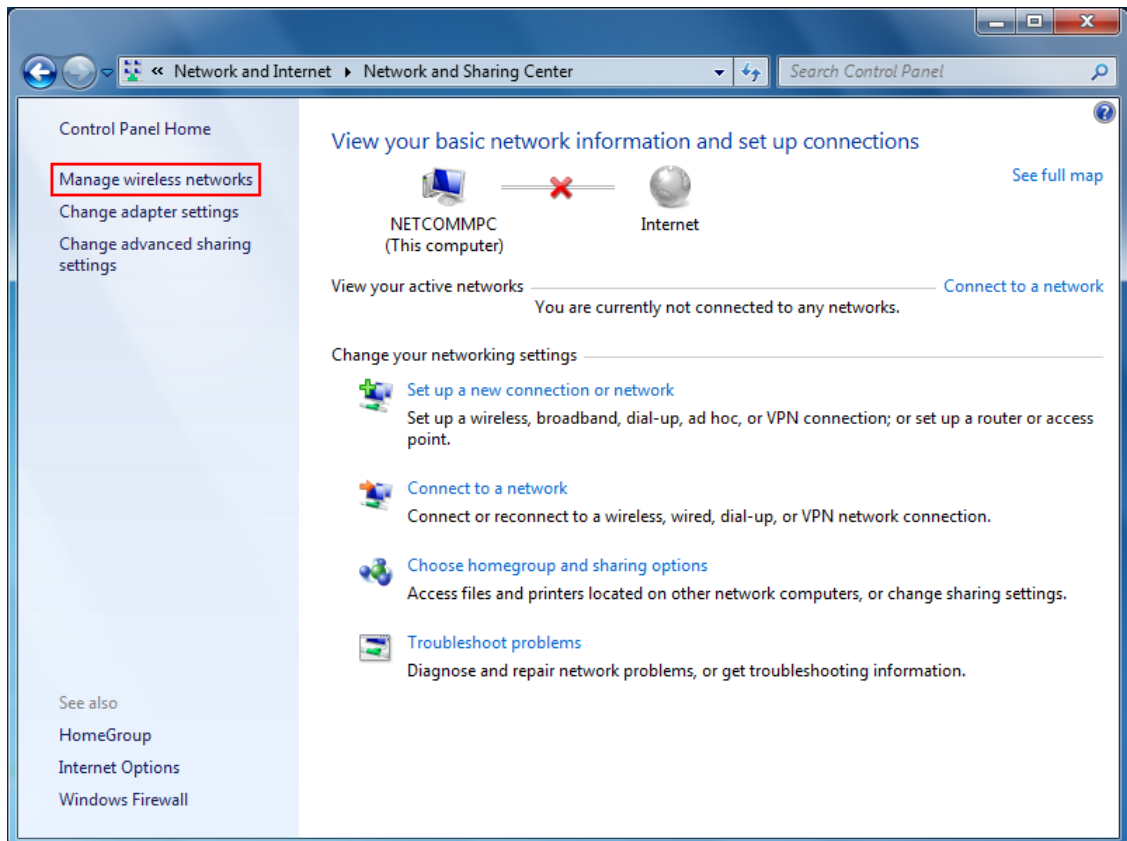 « Network and Internet ▸ Network and Sharing Center
Search Control Panel
Control Panel Home
Manage wireless networks
Change adapter settings
Change advanced sharing
settings
See also
HomeGroup
Internet Options
Windows Firewall
View your basic network information and set up connections
See full map
NETCOMMPC
(This computer)
Internet
View your active networks
Connect to a network
You are currently not connected to any networks.
Change your networking settings
Set up a new connection or network
Set up a wireless, broadband, dial-up, ad hoc, or VPN connection; or set up a router or access
point.
Connect to a network
Connect or reconnect to a wireless, wired, dial-up, or VPN network connection.
Choose homegroup and sharing options
Access files and printers located on other network computers, or change sharing settings.
Troubleshoot problems
Diagnose and repair network problems, or get troubleshooting information.